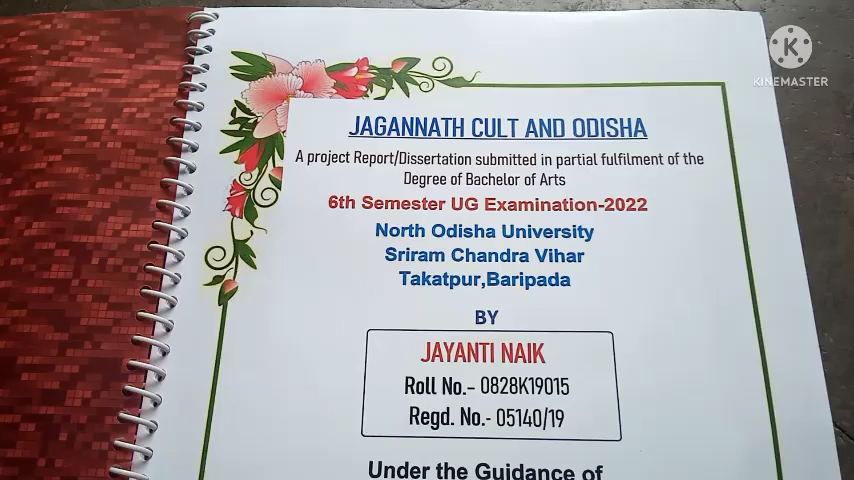 KINEMASTER
JAGANNATH CULT AND ODISHA
A project Report/Dissertation submitted in partial fulfilment of the
Degree of Bachelor of Arts
6th Semester UG Examination-2022
North Odisha University
Sriram Chandra Vihar
Takatpur,Baripada
BY
JAYANTI NAIK
Roll No.- 0828K19015
Regd. No.- 05140/19
Under the Guidance of